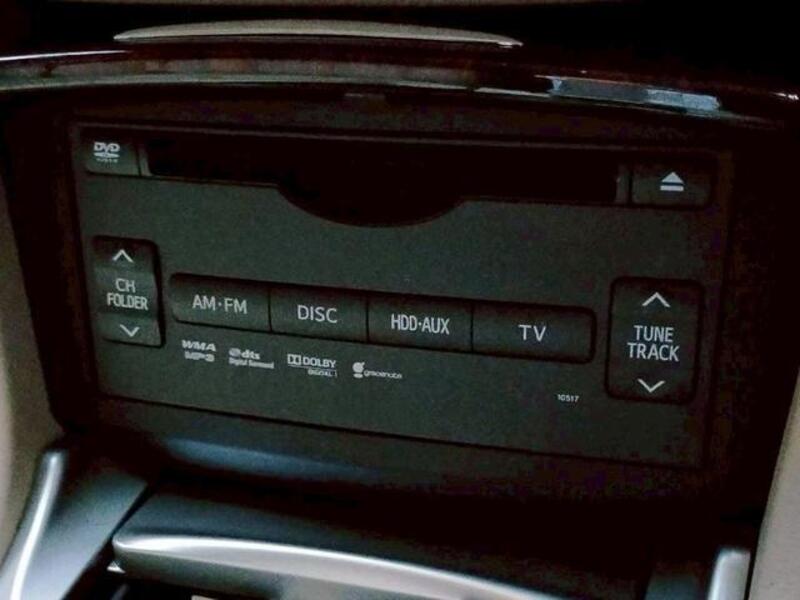 DVD
CH
FOLDER
AM·FM
DISC
HDD·AUX
TV
TUNE
TRACK
WMA
MP3
dts
Digital Surround
DOLBY
DIGITAL
gracenote
10517